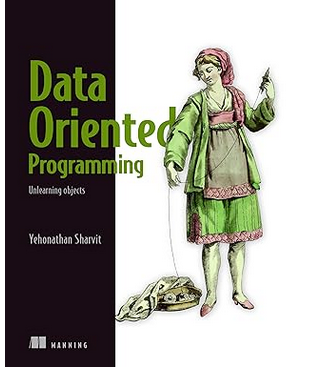 Data
Oriented
Programming
Unlearning objects
Yehonathan Sharvit
MANNING